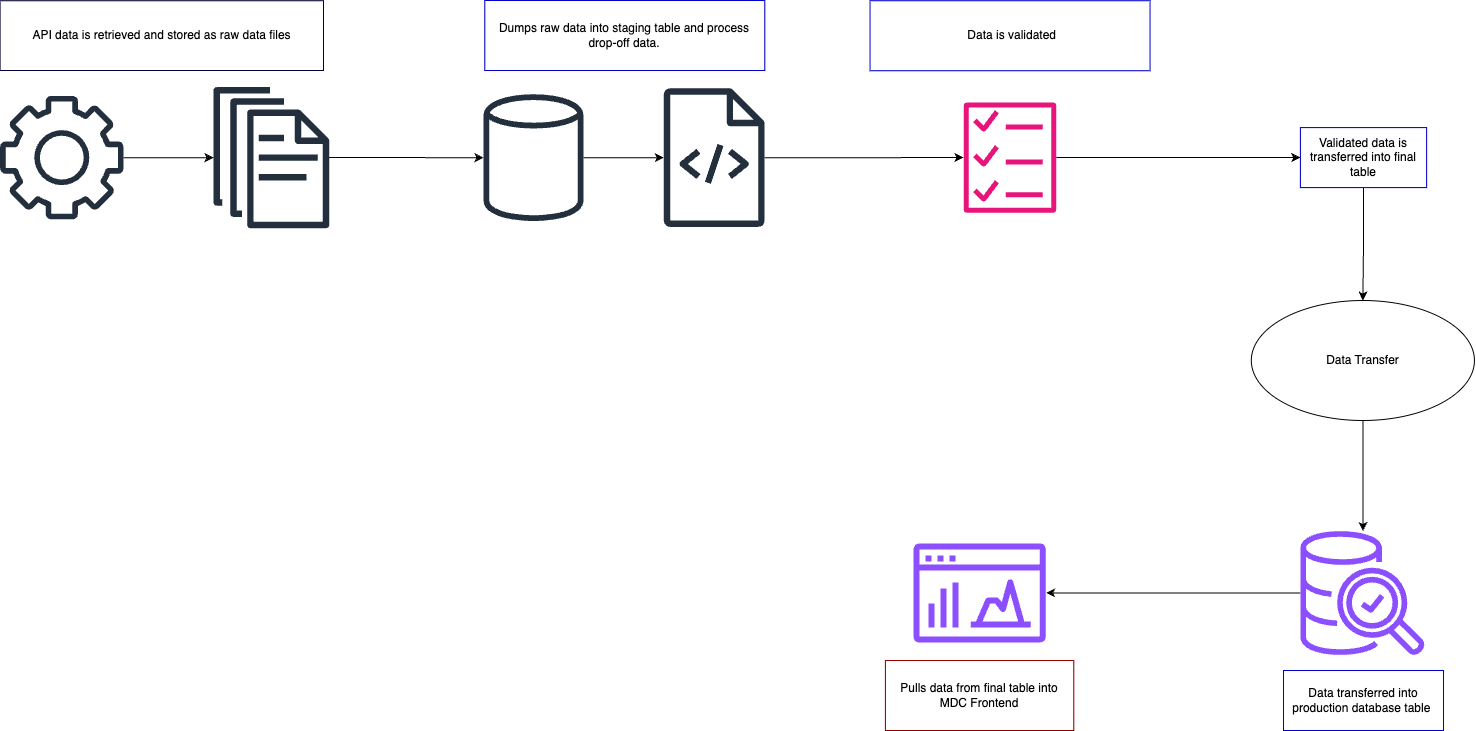 API data is retrieved and stored as raw data files
Dumps raw data into staging table and process
drop-off data.
Data is validated
</>
Validated data is
transferred into final
table
Data Transfer
Pulls data from final table into
MDC Frontend
Data transferred into
production database table